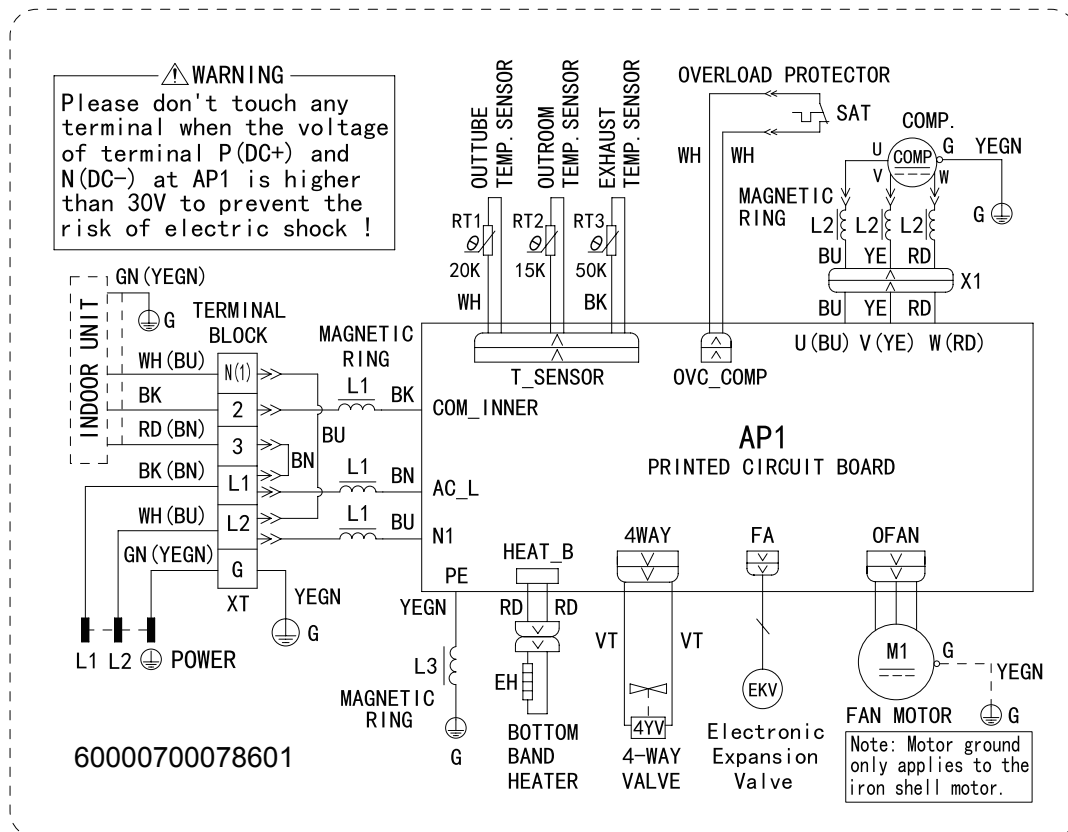 WARNING
Please don't touch any
terminal when the voltage
of terminal P(DC+) and
N(DC-) at AP1 is higher
than 30V to prevent the
risk of electric shock !
OUTTUBE
TEMP. SENSOR
OUTROOM
TEMP. SENSOR
EXHAUST
TEMP. SENSOR
RT1
RT2
RT3
θ
θ
θ
20K
15K
50K
WH
BK
OVERLOAD PROTECTOR
SAT
WH
WH
COMP.
U
G
YEGN
COMP
V
W
G
MAGNETIC
RING
L2
L2
L2
BU
YE
RD
X1
BU
YE
RD
U(BU)
V(YE)
W(RD)
T_SENSOR
OVC_COMP
INDOOR UNIT
GN(YEGN)
G
TERMINAL
BLOCK
MAGNETIC
RING
WH(BU)
N(1)
BK
2
L1
BK
COM_INNER
BU
RD(BN)
3
BN
BK(BN)
L1
L1
BN
AC_L
WH(BU)
L2
L1
BU
N1
GN(YEGN)
G
XT
YEGN
G
L1
L2
POWER
AP1
PRINTED CIRCUIT BOARD
PE
YEGN
L3
MAGNETIC
RING
G
HEAT_B
RD
RD
EH
BOTTOM
BAND
HEATER
4WAY
VT
VT
4YV
4-WAY
VALVE
FA
EKV
Electronic
Expansion
Valve
OFAN
M1
G
YEGN
FAN MOTOR
G
Note: Motor ground
only applies to the
iron shell motor.
60000700078601